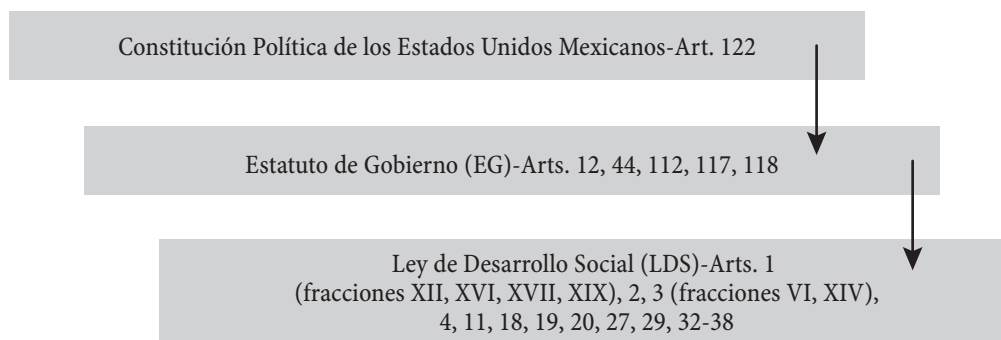 Constitución Política de los Estados Unidos Mexicanos-Art. 122
Estatuto de Gobierno (EG)-Arts. 12, 44, 112, 117, 118
Ley de Desarrollo Social (LDS)-Arts. 1
(fracciones XII, XVI, XVII, XIX), 2, 3 (fracciones VI, XIV),
4, 11, 18, 19, 20, 27, 29, 32-38